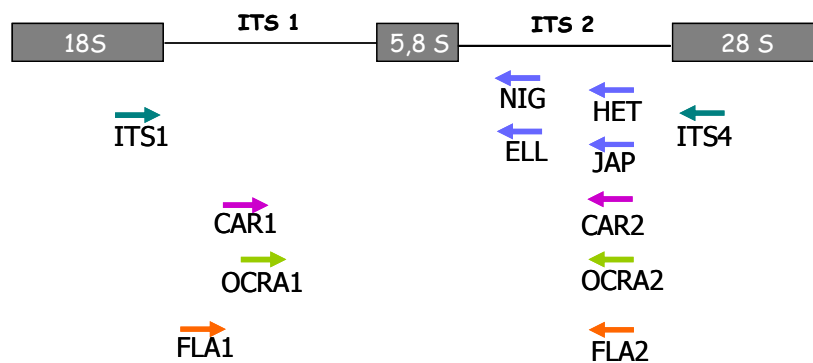 ITS 1
ITS 2
18S
5,8 S
28 S
NIG
HET
ITS1
ITS4
ELL
JAP
CAR1
CAR2
OCRA1
OCRA2
FLA1
FLA2